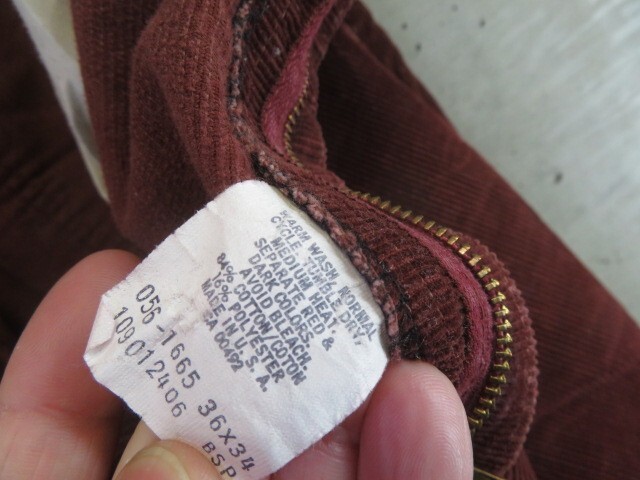 WARM WASH, NORMAL
CYCLE, TUMBLE DRY,
MEDIUM HEAT.
SEPARATE RED &
DARK COLORS.
AVOID BLEACH.
84% COTTON/COTTON
16% POLYESTER
MADE IN U.S.A.
00492
056-1665 36X34
109012406 BSP